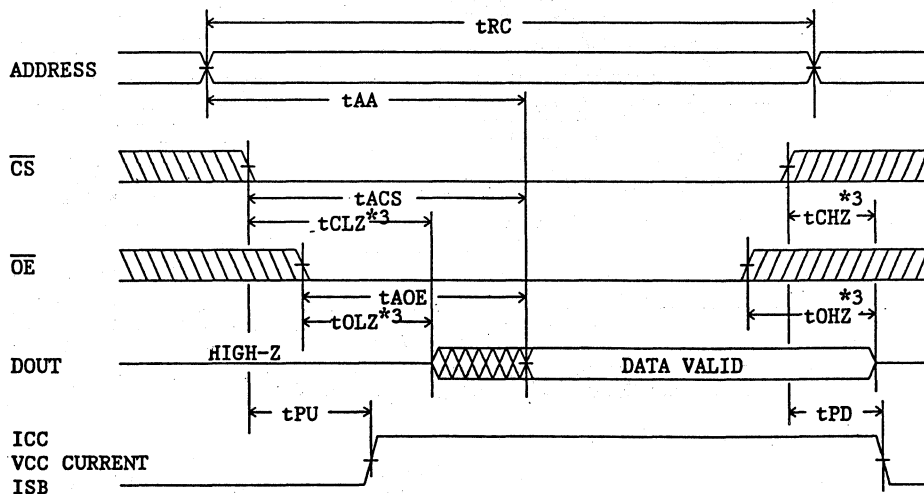 tRC
ADDRESS
tAA
CS
tACS
*3
tCLZ*3
tCHZ
OE
tAOE
*3
tOLZ*3
tOHZ
HIGH-Z
DOUT
DATA VALID
tPU
tPD
ICC
VCC CURRENT
ISB